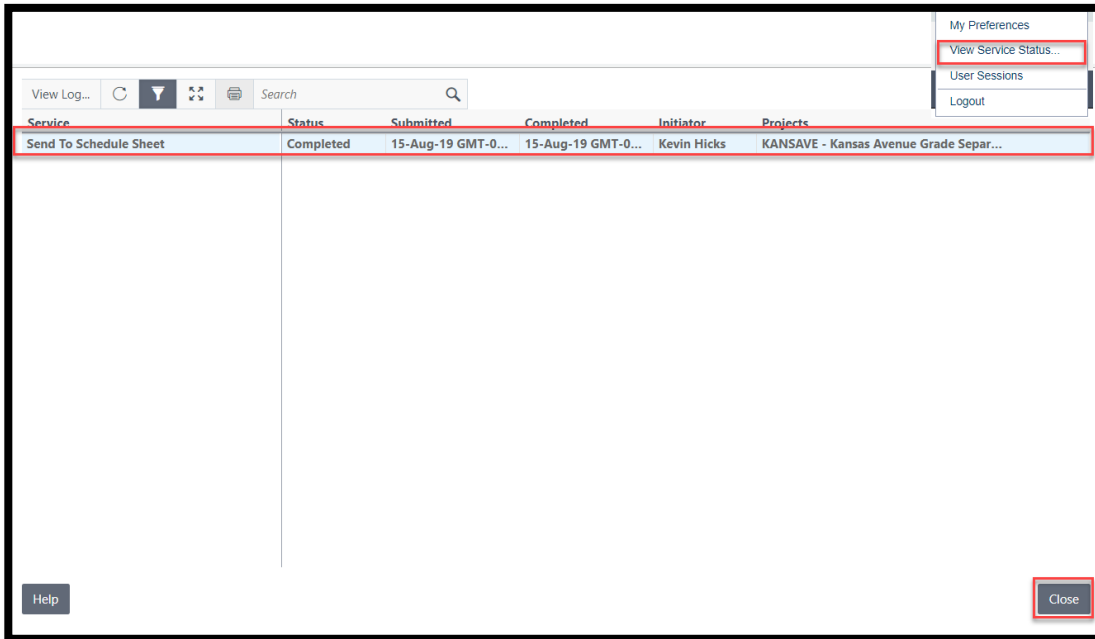 My Preferences
View Service Status...
User Sessions
Logout
View Log... Search
Service Status Submitted Completed Initiator Projects
Send To Schedule Sheet Completed 15-Aug-19 GMT-0... 15-Aug-19 GMT-0... Kevin Hicks KANSAVE - Kansas Avenue Grade Separ...
Help Close